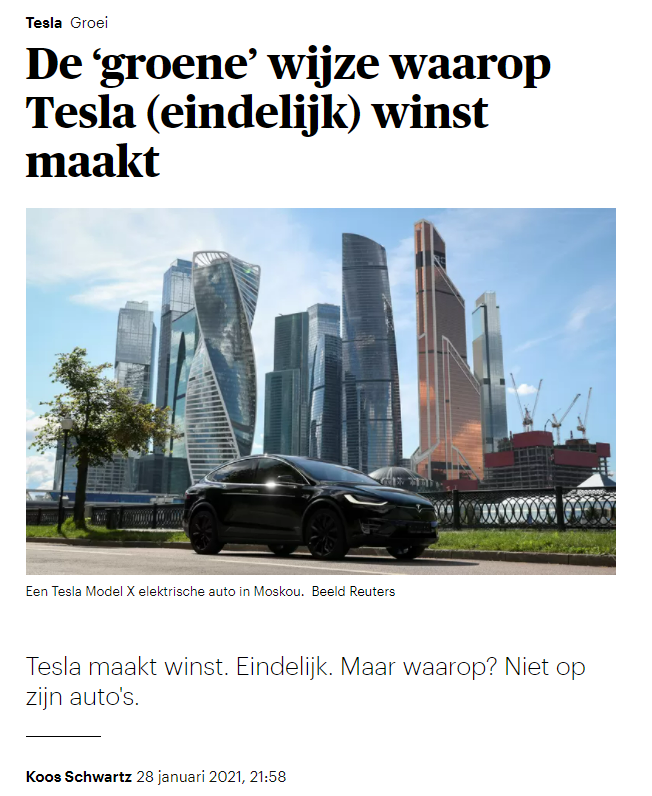 Tesla Groei
De ‘groene’ wijze waarop
Tesla (eindelijk) winst
maakt
Een Tesla Model X elektrische auto in Moskou. Beeld Reuters
Tesla maakt winst. Eindelijk. Maar waarop? Niet op
zijn auto's.
Koos Schwartz 28 januari 2021, 21:58